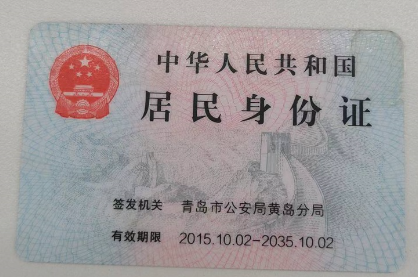 中华人民共和国
居民身份证
签发机关 青岛市公安局黄岛分局
有效期限 2015.10.02-2035.10.02